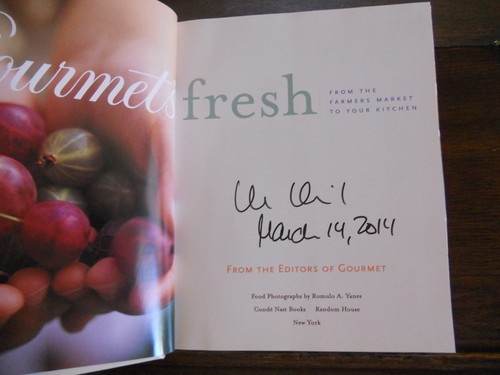 ourmet's fresh
FROM THE
FARMERS MARKET
TO YOUR KITCHEN
March 14, 2014
FROM THE EDITORS OF GOURMET
Food Photographs by Romulo A. Yanes
Condé Nast Books Random House
New York